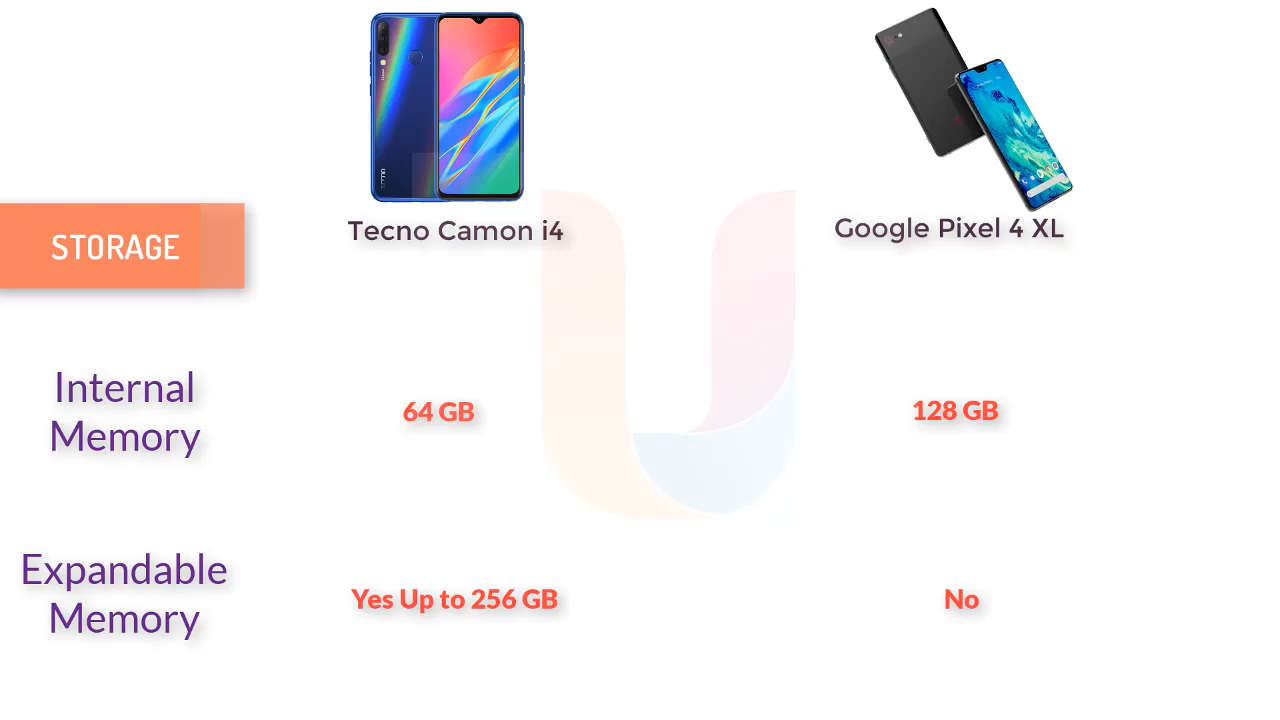 Tecno Camon i4
Google Pixel 4 XL
STORAGE
Internal
Memory
64 GB
128 GB
Expandable
Memory
Yes Up to 256 GB
No